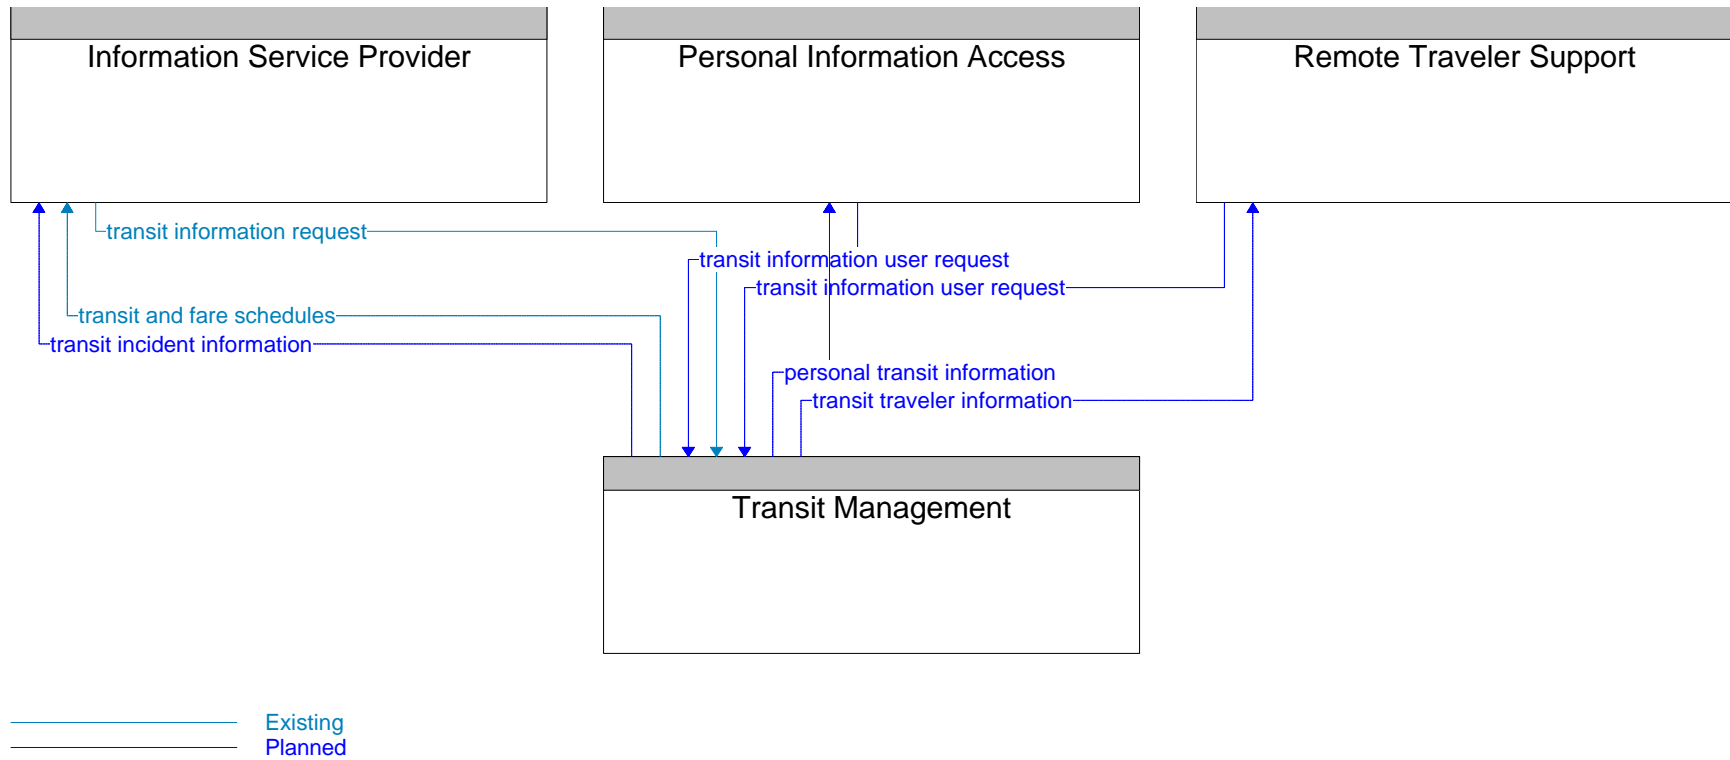 Information Service Provider
Personal Information Access
Remote Traveler Support
transit information request
transit information user request
transit information user request
transit and fare schedules
transit incident information
personal transit information
transit traveler information
Transit Management
Existing
Planned